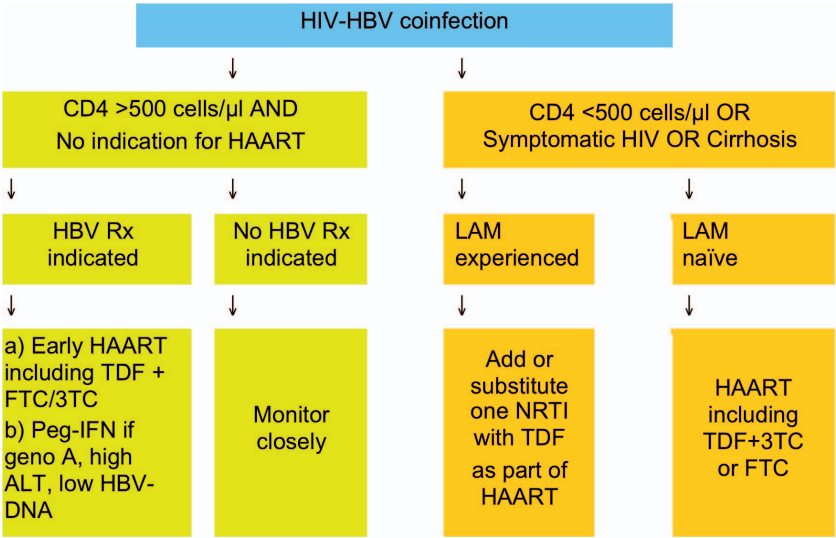 HIV-HBV coinfection
CD4 >500 cells/µl AND
No indication for HAART
CD4 <500 cells/µl OR
Symptomatic HIV OR Cirrhosis
HBV Rx
indicated
No HBV Rx
indicated
LAM
experienced
LAM
naïve
a) Early HAART
including TDF +
FTC/3TC
b) Peg-IFN if
geno A, high
ALT, low HBV-
DNA
Monitor
closely
Add or
substitute
one NRTI
with TDF
as part of
HAART
HAART
including
TDF+3TC
or FTC